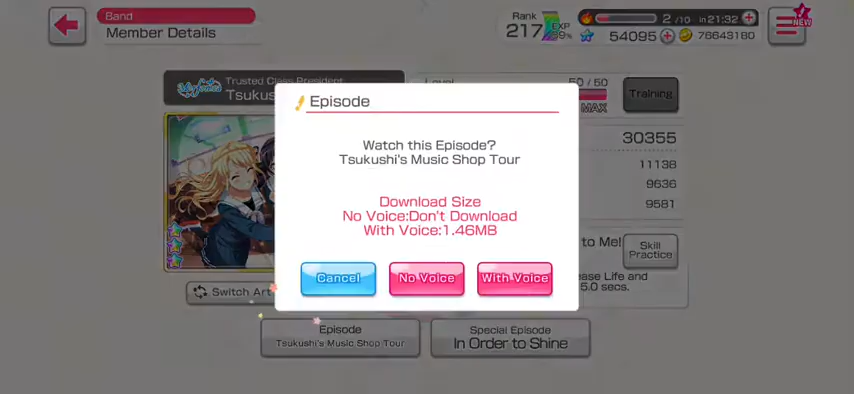 Band
Member Details
Rank
217
EXP
2/10
in 21:32
54095
76643180
NEW
Morfonica
Trusted Class President
Tsukus
Level
50/50
MAX
Training
Episode
Watch this Episode?
Tsukushi's Music Shop Tour
Download Size
No Voice:Don't Download
With Voice:1.46MB
Cancel
No Voice
With Voice
30355
11138
9636
9581
to Me!
Skill
Practice
ease Life and
5.0 secs.
Switch Art
Episode
Tsukushi's Music Shop Tour
Special Episode
In Order to Shine